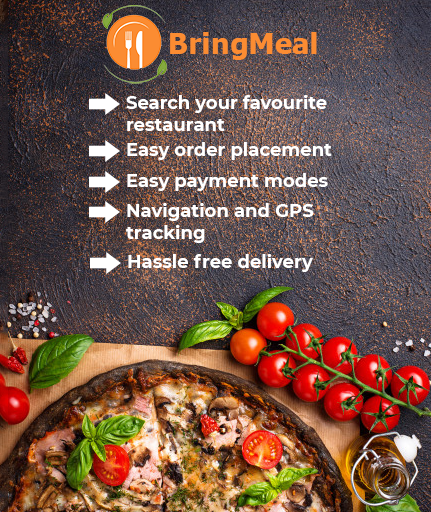 BringMeal
Search your favourite
restaurant
Easy order placement
Easy payment modes
Navigation and GPS
tracking
Hassle free delivery